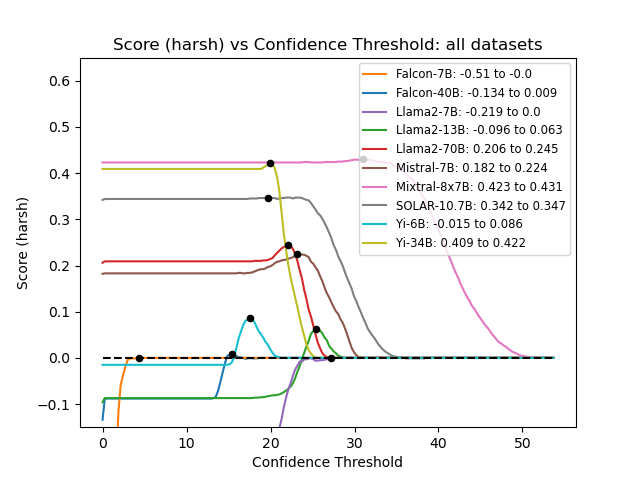 Score (harsh) vs Confidence Threshold: all datasets
Falcon-7B: -0.51 to -0.0
Falcon-40B: -0.134 to 0.009
Llama2-7B: -0.219 to 0.0
Llama2-13B: -0.096 to 0.063
Llama2-70B: 0.206 to 0.245
Mistral-7B: 0.182 to 0.224
Mixtral-8x7B: 0.423 to 0.431
SOLAR-10.7B: 0.342 to 0.347
Yi-6B: -0.015 to 0.086
Yi-34B: 0.409 to 0.422
Score (harsh)
0.6
0.5
0.4
0.3
0.2
0.1
0.0
−0.1
0 10 20 30 40 50
Confidence Threshold